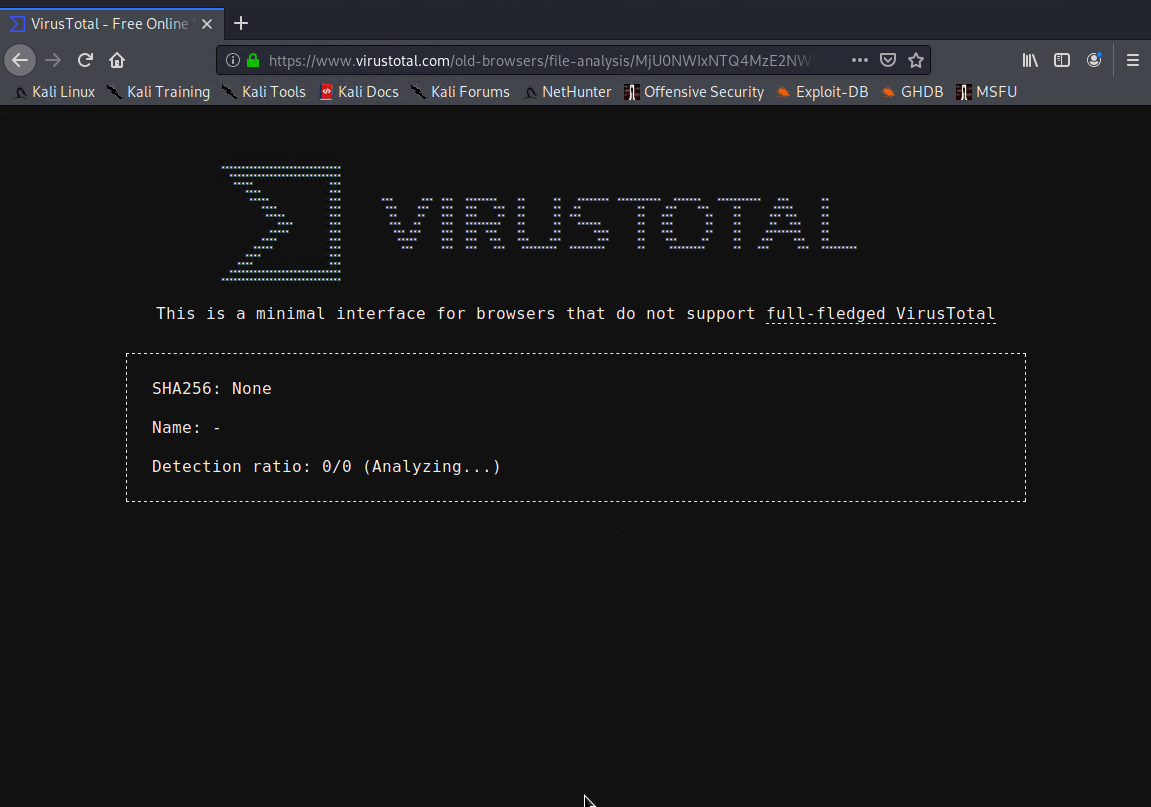 VirusTotal - Free Online
https://www.virustotal.com/old-browsers/file-analysis/MjU0NWIxNTQ4MzE2NW
Kali Linux Kali Training Kali Tools Kali Docs Kali Forums NetHunter Offensive Security Exploit-DB GHDB MSFU
VIRUSTOTAL
This is a minimal interface for browsers that do not support full-fledged VirusTotal
SHA256: None
Name: -
Detection ratio: 0/0 (Analyzing...)